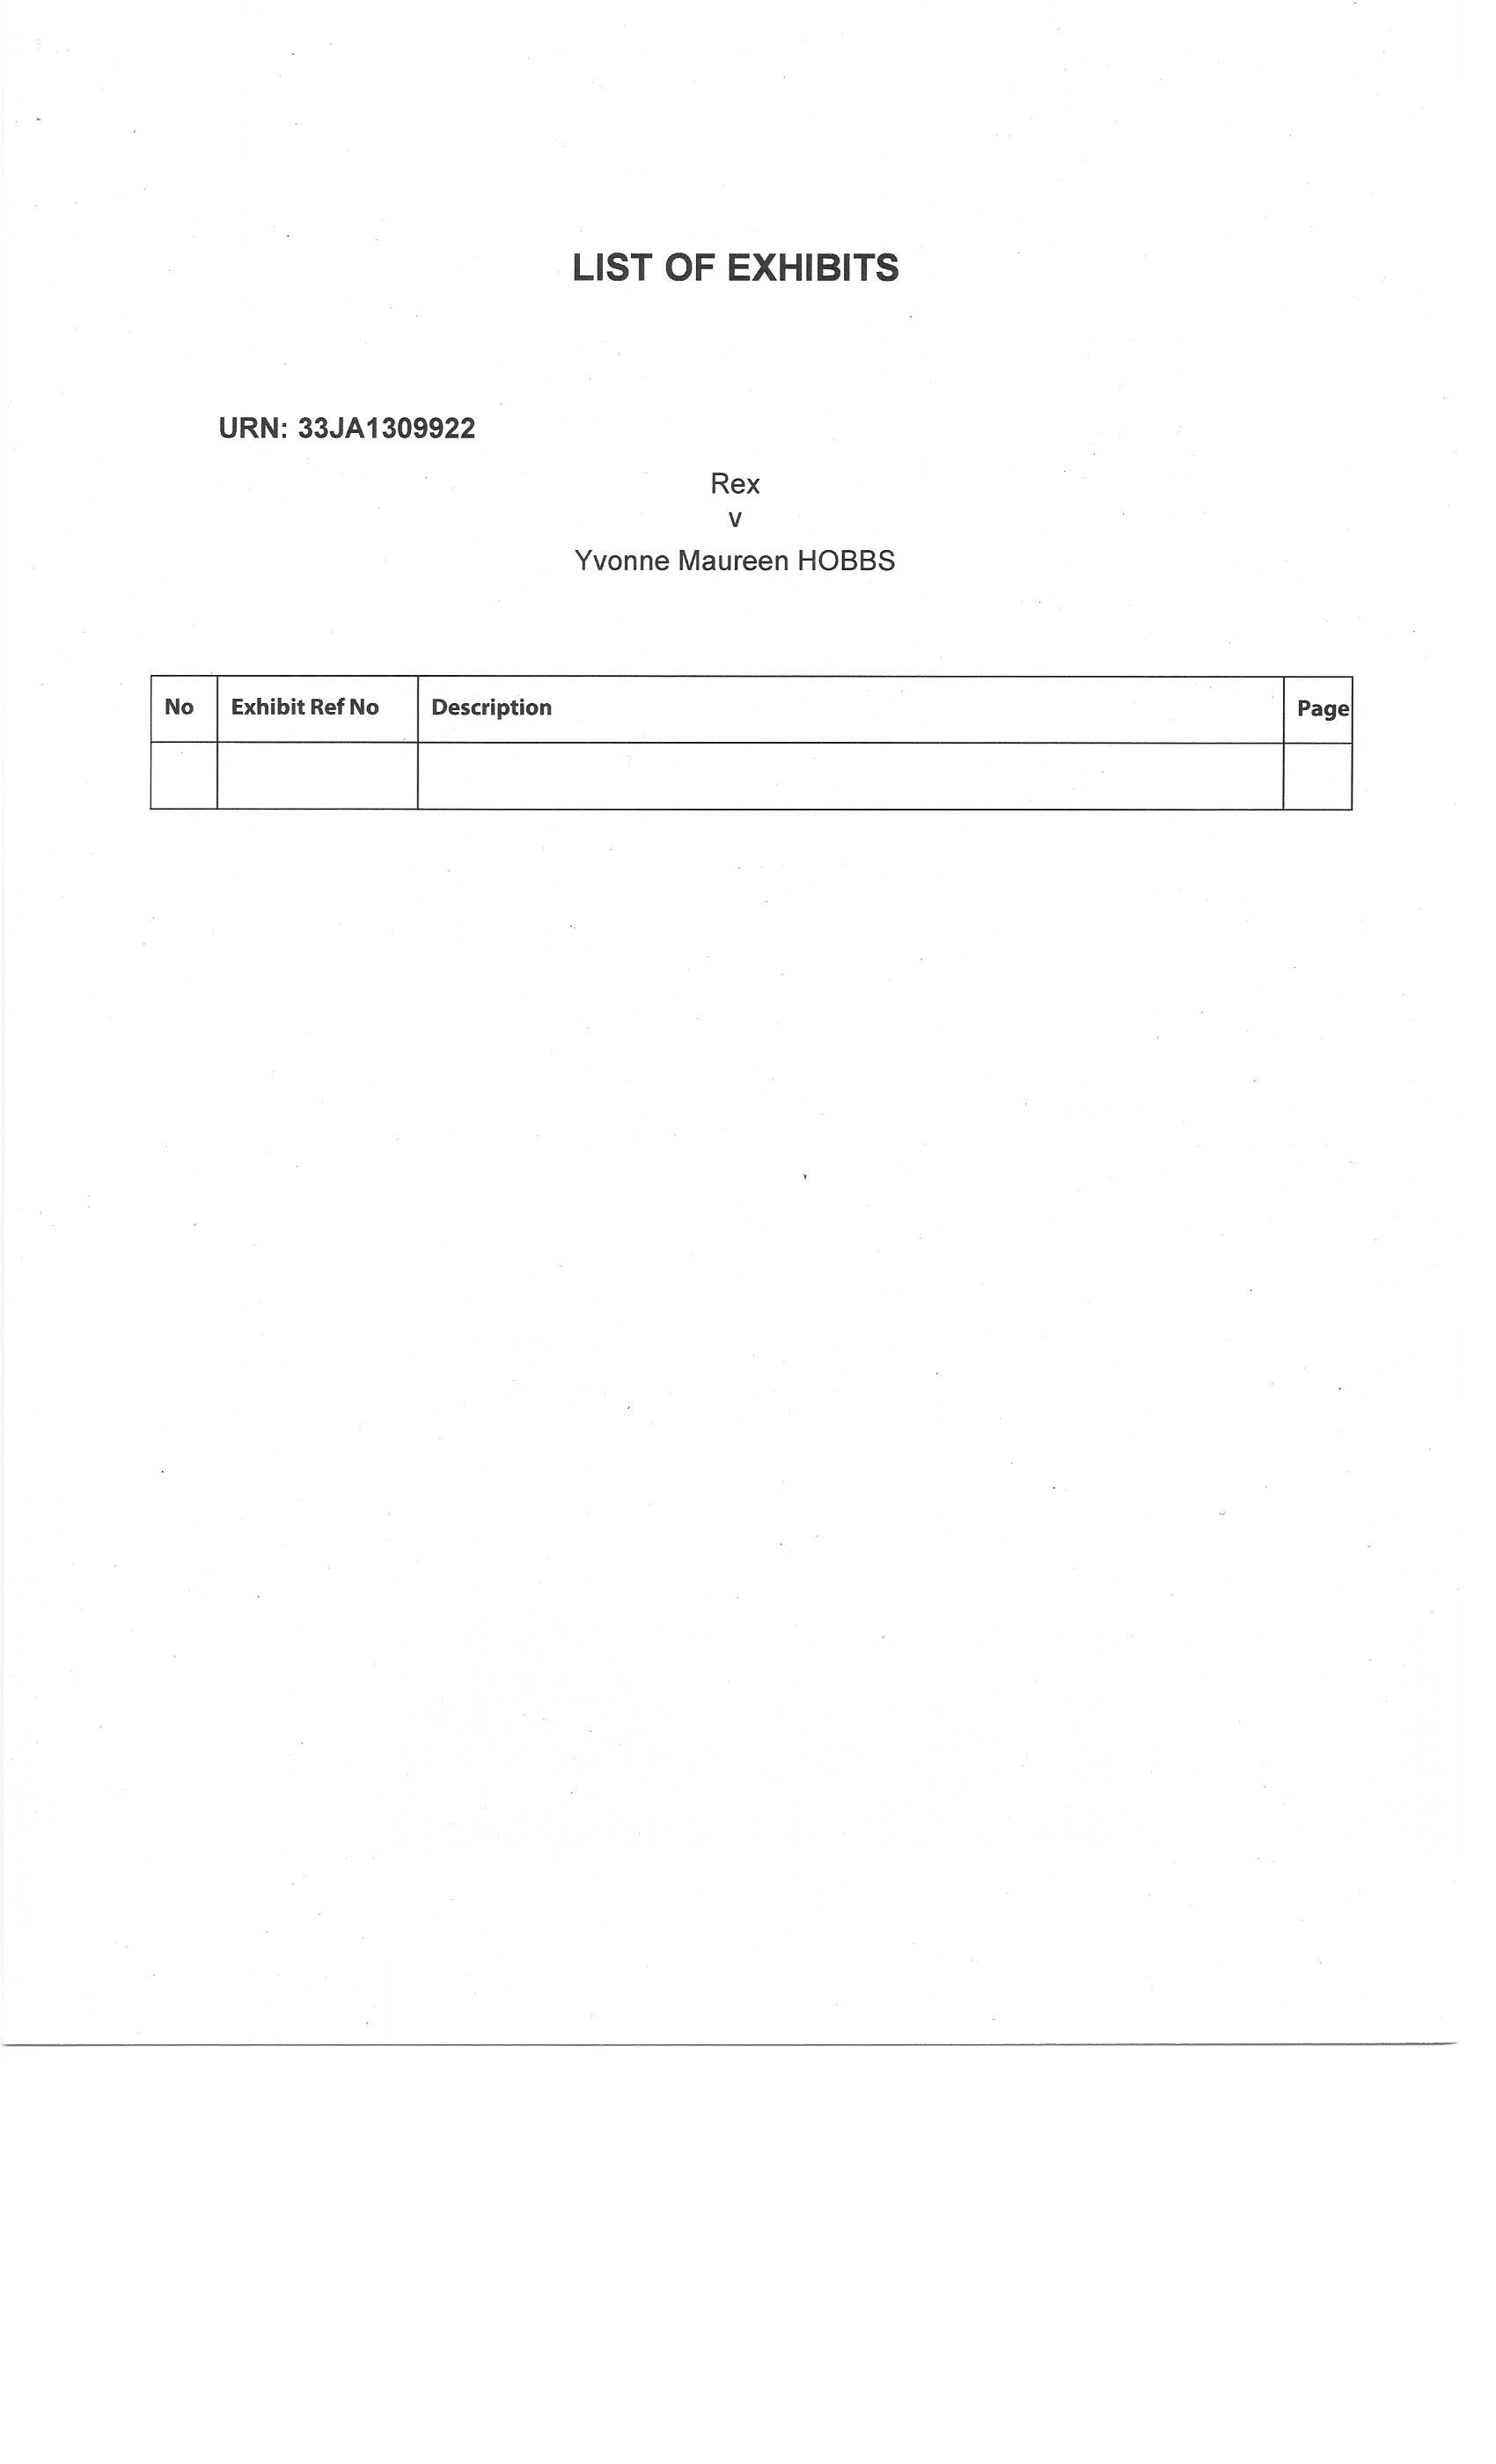 LIST OF EXHIBITS
URN: 33JA1309922
Rex
v
Yvonne Maureen HOBBS
No Exhibit Ref No Description Page